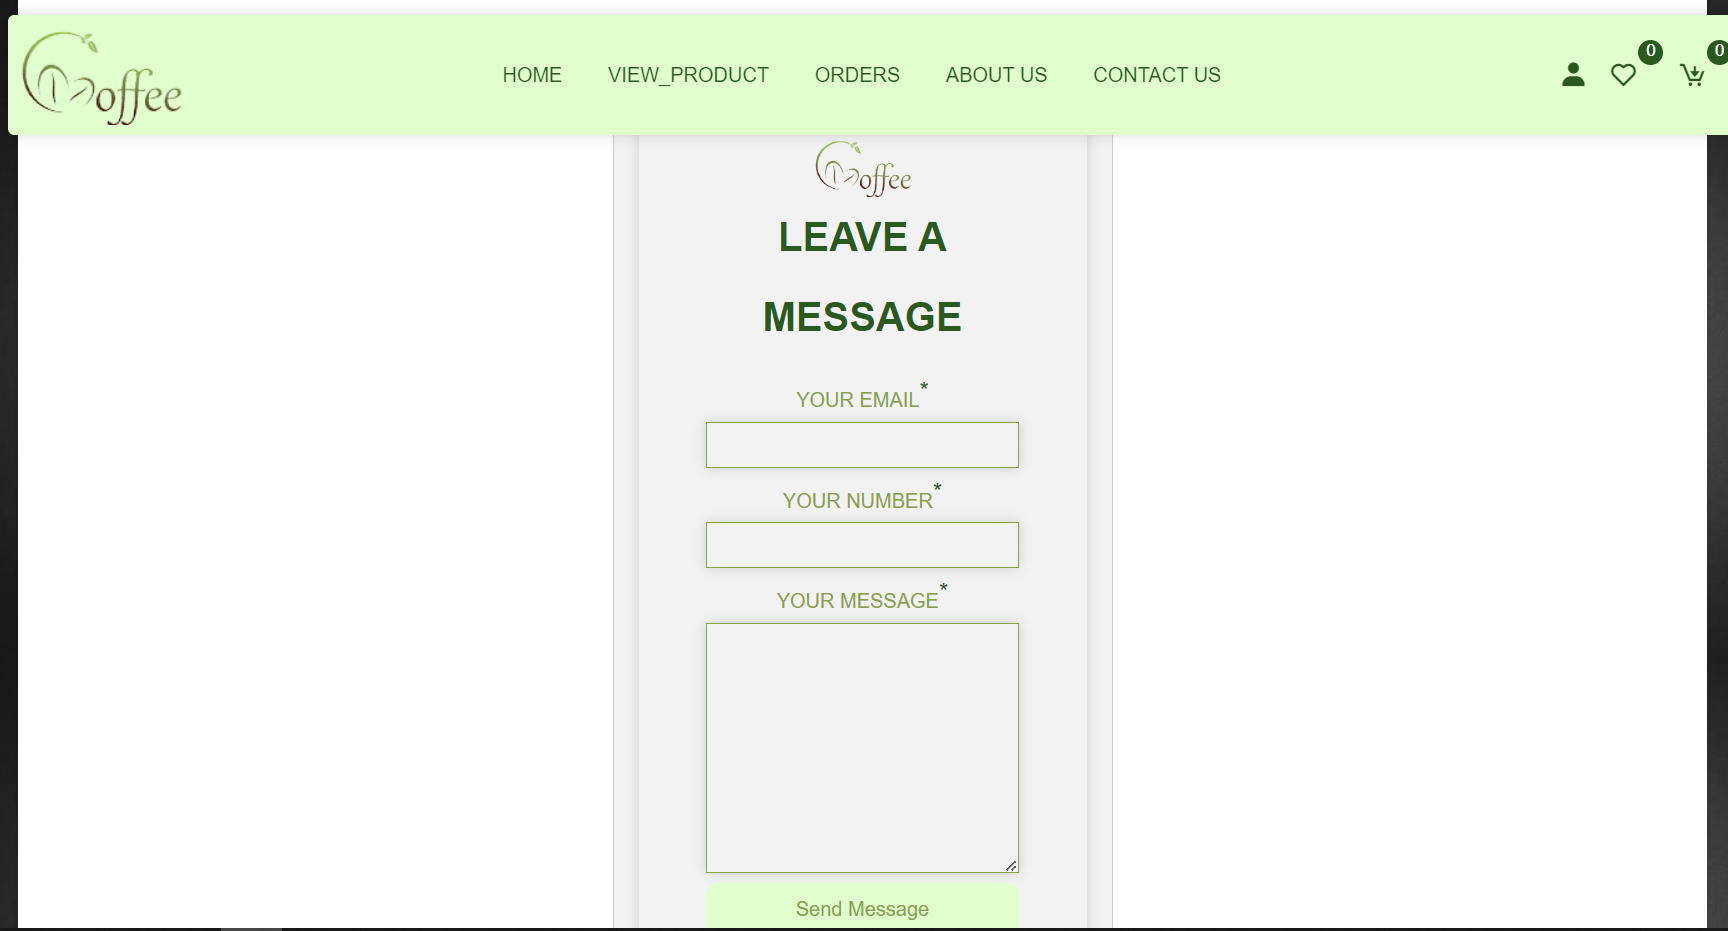 Coffee
HOME VIEW_PRODUCT ORDERS ABOUT US CONTACT US
0 0
Coffee
LEAVE A
MESSAGE
YOUR EMAIL*
YOUR NUMBER*
YOUR MESSAGE*
Send Message